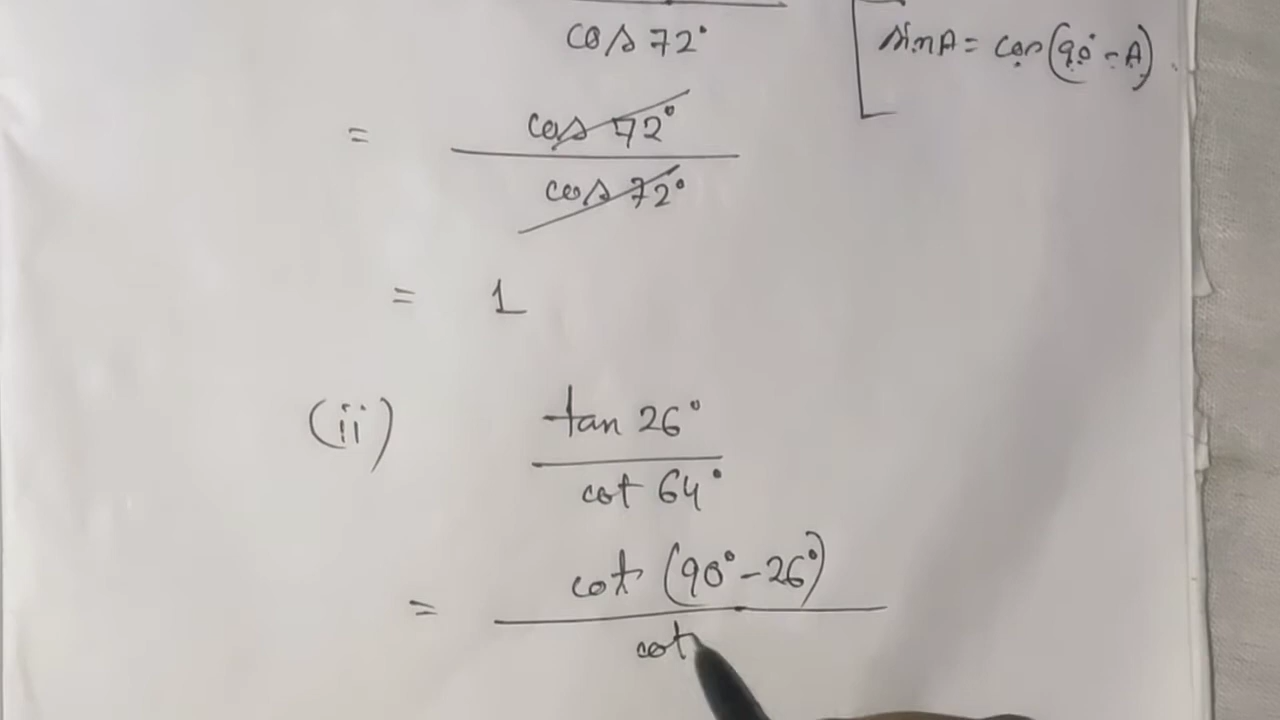 cos 72°
sinA = cos(90° - A)
= cos 72°
cos 72°
= 1
(ii) tan 26°
cot 64°
= cot (90° - 26°)
cot